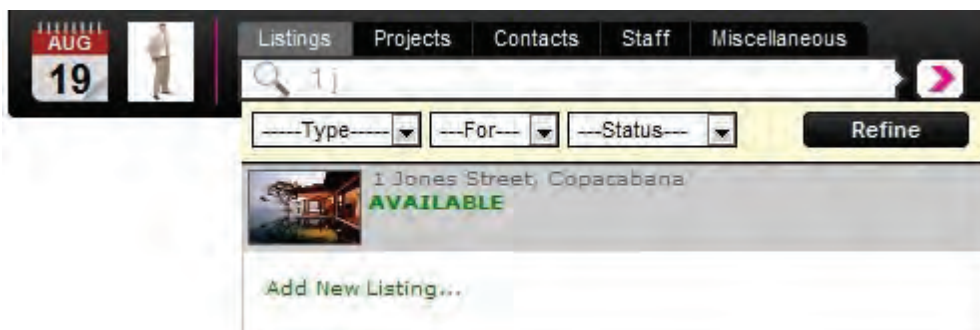 AUG
19
Listings Projects Contacts Staff Miscellaneous
1 j
-----Type----- ---For--- ---Status--- Refine
1 Jones Street, Copacabana
AVAILABLE
Add New Listing...